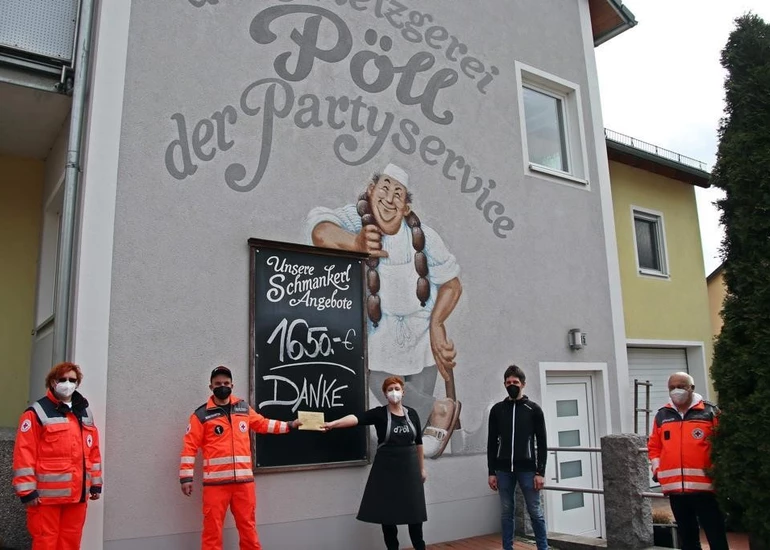 Pöll
der Partyservice
Unsere
Schmankerl
Angebote
1650.-€
DANKE